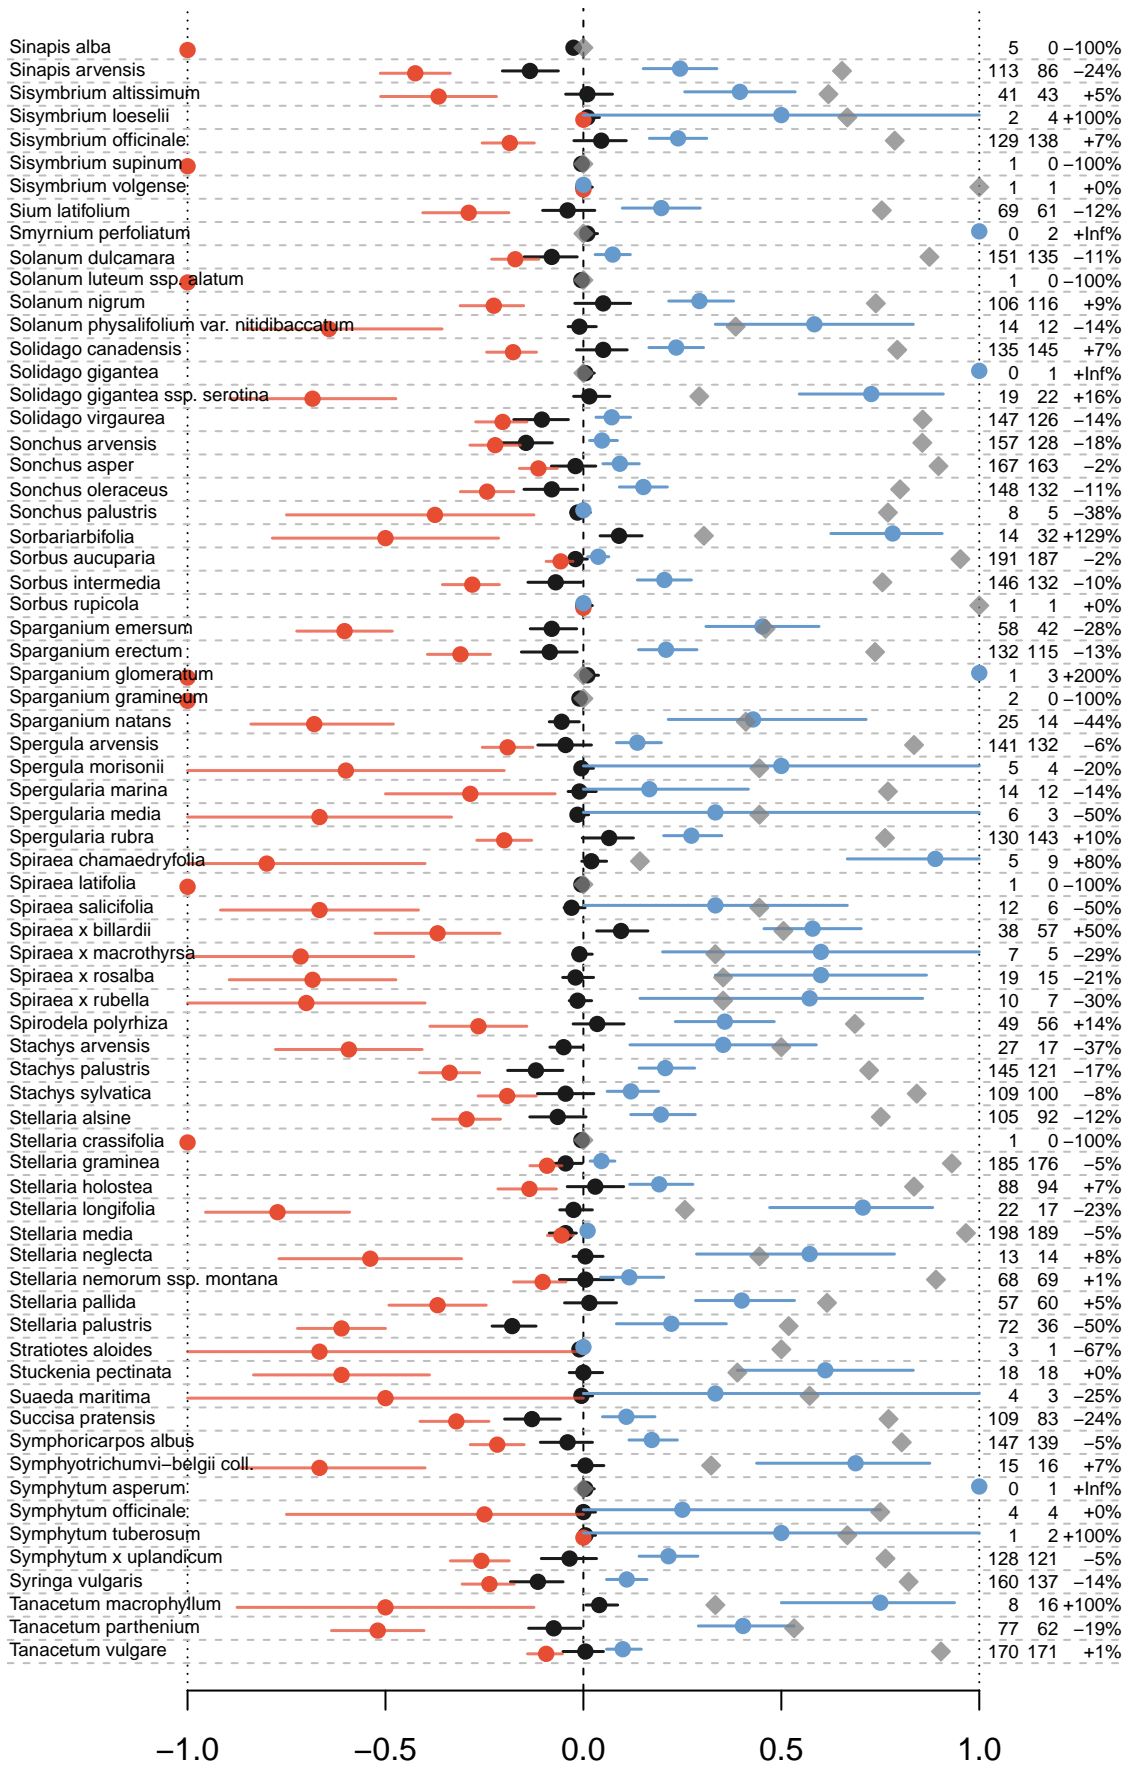 Sinapis alba 5 0 −100%
Sinapis arvensis 113 86 −24%
Sisymbrium altissimum 41 43 +5%
Sisymbrium loeselii 2 4 +100%
Sisymbrium officinale 129 138 +7%
Sisymbrium supinum 1 0 −100%
Sisymbrium volgense 1 1 +0%
Sium latifolium 69 61 −12%
Smyrnium perfoliatum 0 2 +Inf%
Solanum dulcamara 151 135 −11%
Solanum luteum ssp. alatum 1 0 −100%
Solanum nigrum 106 116 +9%
Solanum physalifolium var. nitidibaccatum 14 12 −14%
Solidago canadensis 135 145 +7%
Solidago gigantea 0 1 +Inf%
Solidago gigantea ssp. serotina 19 22 +16%
Solidago virgaurea 147 126 −14%
Sonchus arvensis 157 128 −18%
Sonchus asper 167 163 −2%
Sonchus oleraceus 148 132 −11%
Sonchus palustris 8 5 −38%
Sorbariarbifolia 14 32 +129%
Sorbus aucuparia 191 187 −2%
Sorbus intermedia 146 132 −10%
Sorbus rupicola 1 1 +0%
Sparganium emersum 58 42 −28%
Sparganium erectum 132 115 −13%
Sparganium glomeratum 1 3 +200%
Sparganium gramineum 2 0 −100%
Sparganium natans 25 14 −44%
Spergula arvensis 141 132 −6%
Spergula morisonii 5 4 −20%
Spergularia marina 14 12 −14%
Spergularia media 6 3 −50%
Spergularia rubra 130 143 +10%
Spiraea chamaedryfolia 5 9 +80%
Spiraea latifolia 1 0 −100%
Spiraea salicifolia 12 6 −50%
Spiraea x billardii 38 57 +50%
Spiraea x macrothyrsa 7 5 −29%
Spiraea x rosalba 19 15 −21%
Spiraea x rubella 10 7 −30%
Spirodela polyrhiza 49 56 +14%
Stachys arvensis 27 17 −37%
Stachys palustris 145 121 −17%
Stachys sylvatica 109 100 −8%
Stellaria alsine 105 92 −12%
Stellaria crassifolia 1 0 −100%
Stellaria graminea 185 176 −5%
Stellaria holostea 88 94 +7%
Stellaria longifolia 22 17 −23%
Stellaria media 198 189 −5%
Stellaria neglecta 13 14 +8%
Stellaria nemorum ssp. montana 68 69 +1%
Stellaria pallida 57 60 +5%
Stellaria palustris 72 36 −50%
Stratiotes aloides 3 1 −67%
Stuckenia pectinata 18 18 +0%
Suaeda maritima 4 3 −25%
Succisa pratensis 109 83 −24%
Symphoricarpos albus 147 139 −5%
Symphyotrichumvi−belgii coll. 15 16 +7%
Symphytum asperum 0 1 +Inf%
Symphytum officinale 4 4 +0%
Symphytum tuberosum 1 2 +100%
Symphytum x uplandicum 128 121 −5%
Syringa vulgaris 160 137 −14%
Tanacetum macrophyllum 8 16 +100%
Tanacetum parthenium 77 62 −19%
Tanacetum vulgare 170 171 +1%
−1.0 −0.5 0.0 0.5 1.0